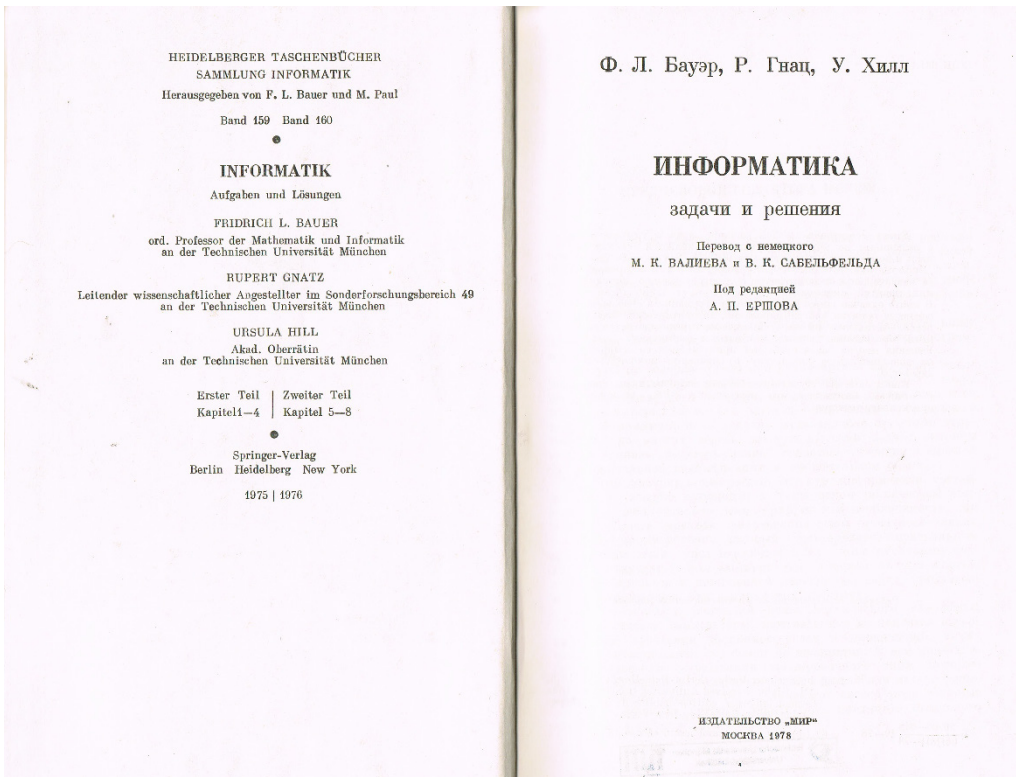 HEIDELBERGER TASCHENBÜCHER
SAMMLUNG INFORMATIK
Herausgegeben von F. L. Bauer und M. Paul
Band 159 Band 160
INFORMATIK
Aufgaben und Lösungen
FRIDRICH L. BAUER
ord. Professor der Mathematik und Informatik
an der Technischen Universität München
RUPERT GNATZ
Leitender wissenschaftlicher Angestellter im Sonderforschungsbereich 49
an der Technischen Universität München
URSULA HILL
Akad. Oberrätin
an der Technischen Universität München
Erster Teil | Zweiter Teil
Kapitel1—4 | Kapitel 5—8
Springer-Verlag
Berlin Heidelberg New York
1975 | 1976
Ф. Л. Бауэр, Р. Гнац, У. Хилл
ИНФОРМАТИКА
задачи и решения
Перевод с немецкого
М. К. ВАЛИЕВА и В. К. САБЕЛЬФЕЛЬДА
Под редакцией
А. П. ЕРШОВА
ИЗДАТЕЛЬСТВО „МИР“
МОСКВА 1978